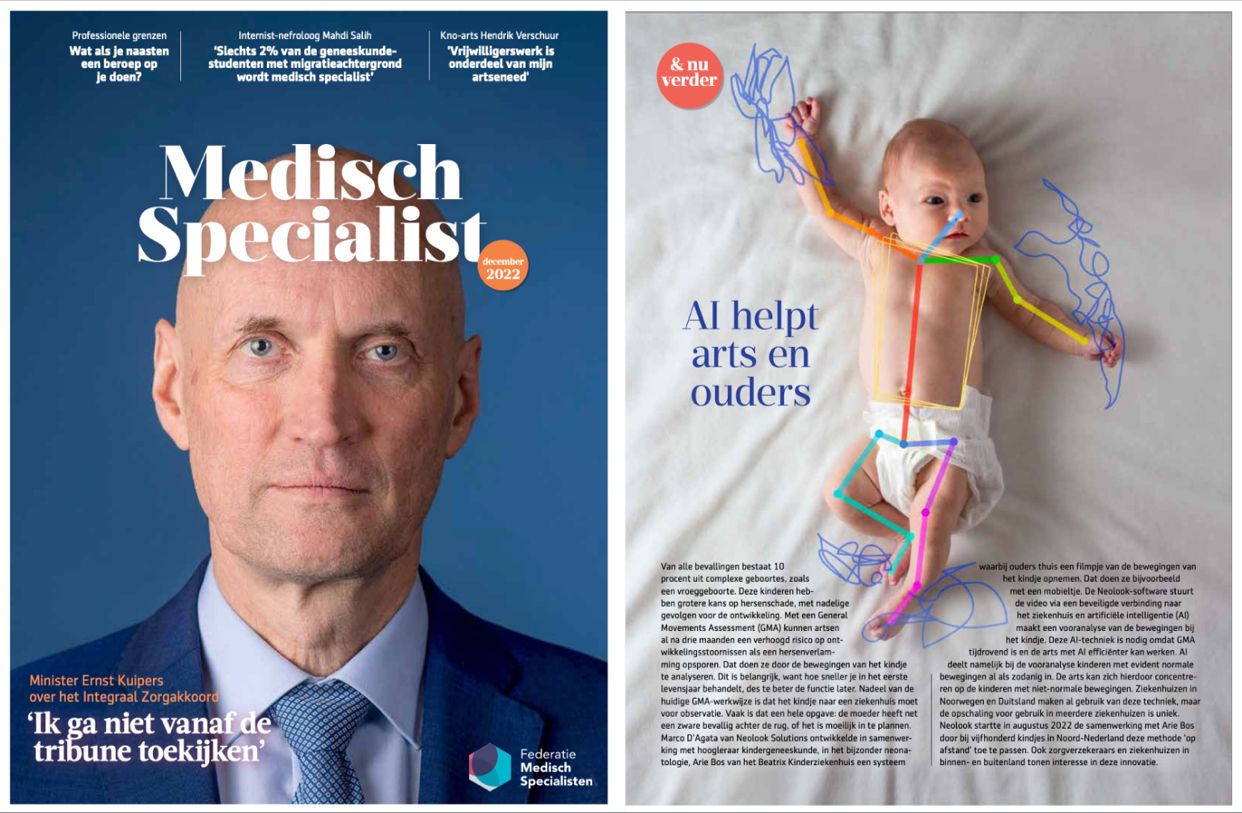 Professionele grenzen
Wat als je naasten
een beroep op
je doen?
Internist-nefroloog Mahdi Salih
‘Slechts 2% van de geneeskunde-
studenten met migratieachtergrond
wordt medisch specialist’
Kno-arts Hendrik Verschuur
'Vrijwilligerswerk is
onderdeel van mijn
artseneed'
Medisch
Specialist
december
2022
Minister Ernst Kuipers
over het Integraal Zorgakkoord
‘Ik ga niet vanaf de
tribune toekijken’
Federatie
Medisch
Specialisten
& nu
verder
AI helpt
arts en
ouders
Van alle bevallingen bestaat 10
procent uit complexe geboortes, zoals
een vroeggeboorte. Deze kinderen heb-
ben grotere kans op hersenschade, met nadelige
gevolgen voor de ontwikkeling. Met een General
Movements Assessment (GMA) kunnen artsen
al na drie maanden een verhoogd risico op ont-
wikkelingsstoornissen als een hersenverlam-
ming opsporen. Dat doen ze door de bewegingen van het kindje
te analyseren. Dit is belangrijk, want hoe sneller je in het eerste
levensjaar behandelt, des te beter de functie later. Nadeel van de
huidige GMA-werkwijze is dat het kindje naar een ziekenhuis moet
voor observatie. Vaak is dat een hele opgave: de moeder heeft net
een zware bevalling achter de rug, of het is moeilijk in te plannen.
Marco D’Agata van Neolook Solutions ontwikkelde in samenwer-
king met hoogleraar kindergeneeskunde, in het bijzonder neona-
tologie, Arie Bos van het Beatrix Kinderziekenhuis een systeem
waarbij ouders thuis een filmpje van de bewegingen van
het kindje opnemen. Dat doen ze bijvoorbeeld
met een mobieltje. De Neolook-software stuurt
de video via een beveiligde verbinding naar
het ziekenhuis en artificiële intelligentie (AI)
maakt een vooranalyse van de bewegingen bij
het kindje. Deze AI-techniek is nodig omdat GMA
tijdrovend is en de arts met AI efficiënter kan werken. AI
deelt namelijk bij de vooranalyse kinderen met evident normale
bewegingen al als zodanig in. De arts kan zich hierdoor concentre-
ren op de kinderen met niet-normale bewegingen. Ziekenhuizen in
Noorwegen en Duitsland maken al gebruik van deze techniek, maar
de opschaling voor gebruik in meerdere ziekenhuizen is uniek.
Neolook startte in augustus 2022 de samenwerking met Arie Bos
door bij vijfhonderd kindjes in Noord-Nederland deze methode ‘op
afstand’ toe te passen. Ook zorgverzekeraars en ziekenhuizen in
binnen- en buitenland tonen interesse in deze innovatie.